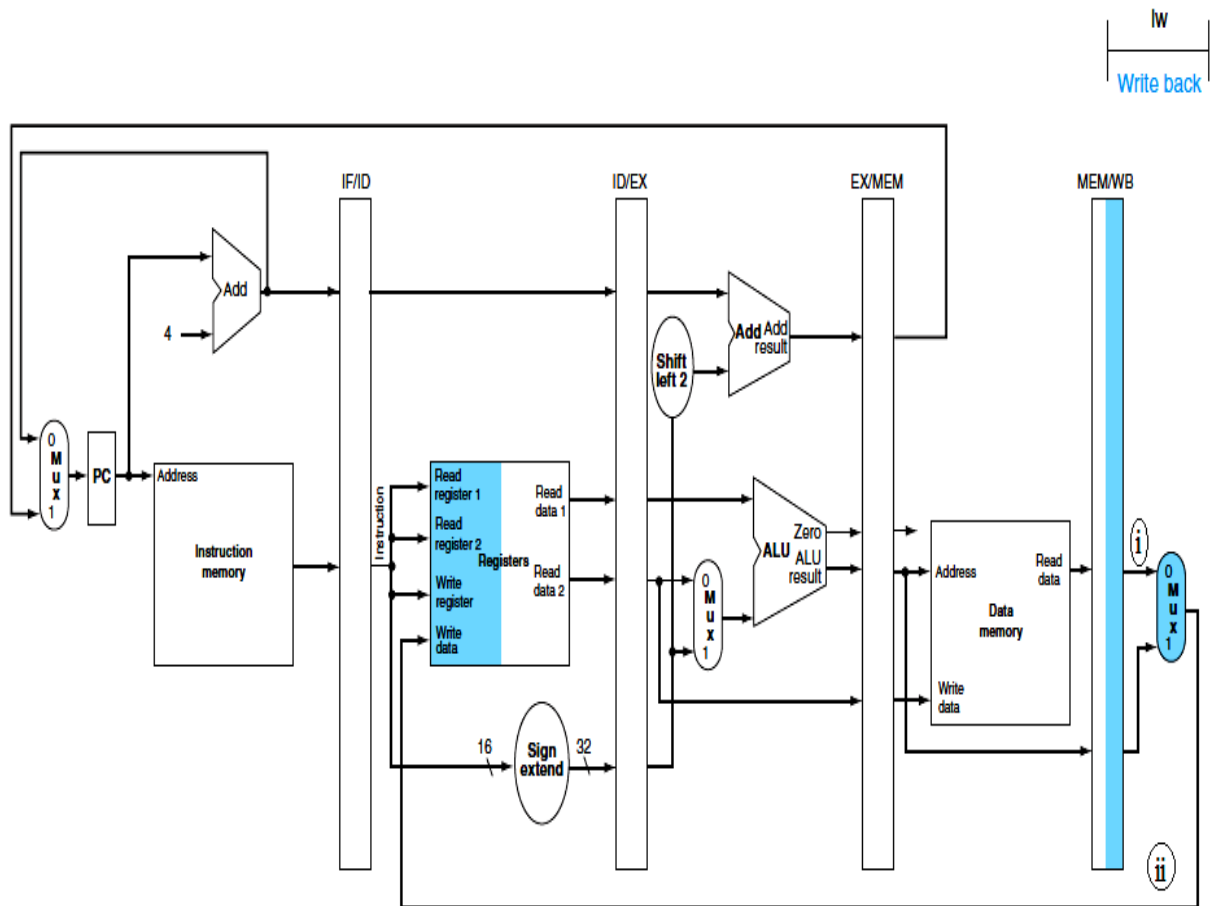 lw
Write back
IF/ID
ID/EX
EX/MEM
MEM/WB
Add
4
Add
Add
result
Shift
left 2
0
M
u
x
1
PC
Address
Instruction
memory
Instruction
Read
register 1
Read
register 2
Write
register
Write
data
Registers
Read
data 1
Read
data 2
16
Sign
extend
32
0
M
u
x
1
ALU
Zero
ALU
result
Address
Read
data
Data
memory
Write
data
i
0
M
u
x
1
ii